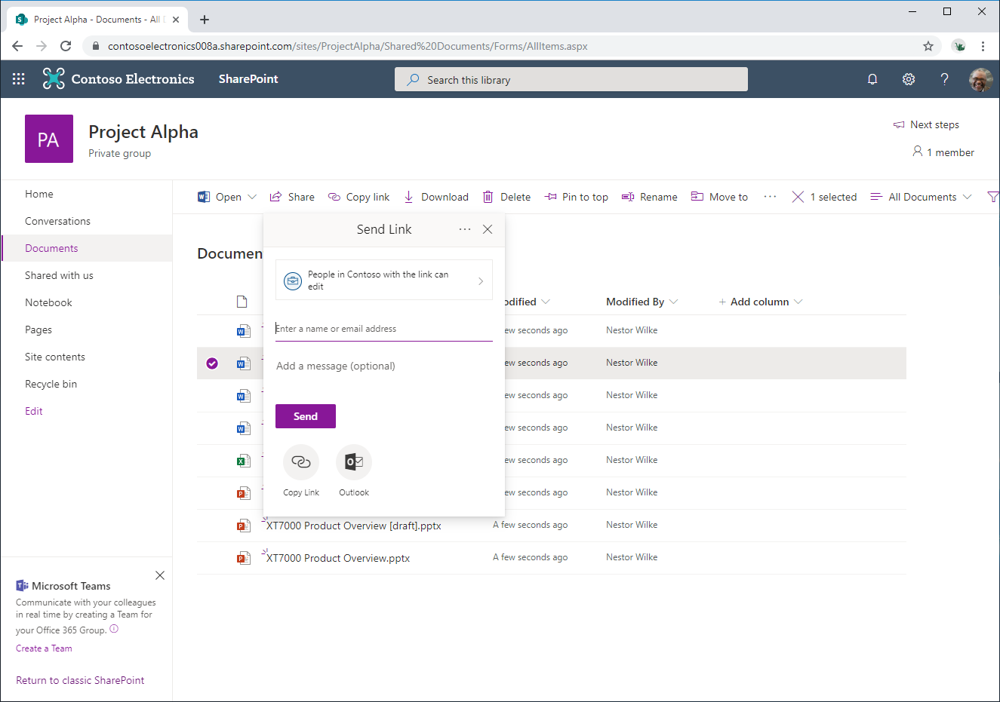 Project Alpha - Documents - All
contosoelectronics008a.sharepoint.com/sites/ProjectAlpha/Shared%20Documents/Forms/AllItems.aspx
Contoso Electronics SharePoint Search this library ?
PA
Project Alpha
Private group
Next steps
1 member
Open Share Copy link Download Delete Pin to top Rename Move to ... 1 selected All Documents
Home
Conversations
Documents
Shared with us
Notebook
Pages
Site contents
Recycle bin
Edit
Documen
Send Link ...
People in Contoso with the link can
edit
Enter a name or email address
Add a message (optional)
Send
Copy Link Outlook
odified Modified By + Add column
ew seconds ago Nestor Wilke
ew seconds ago Nestor Wilke
ew seconds ago Nestor Wilke
ew seconds ago Nestor Wilke
ew seconds ago Nestor Wilke
ew seconds ago Nestor Wilke
XT7000 Product Overview [draft].pptx A few seconds ago Nestor Wilke
XT7000 Product Overview.pptx A few seconds ago Nestor Wilke
Microsoft Teams
Communicate with your colleagues
in real time by creating a Team for
your Office 365 Group.
Create a Team
Return to classic SharePoint